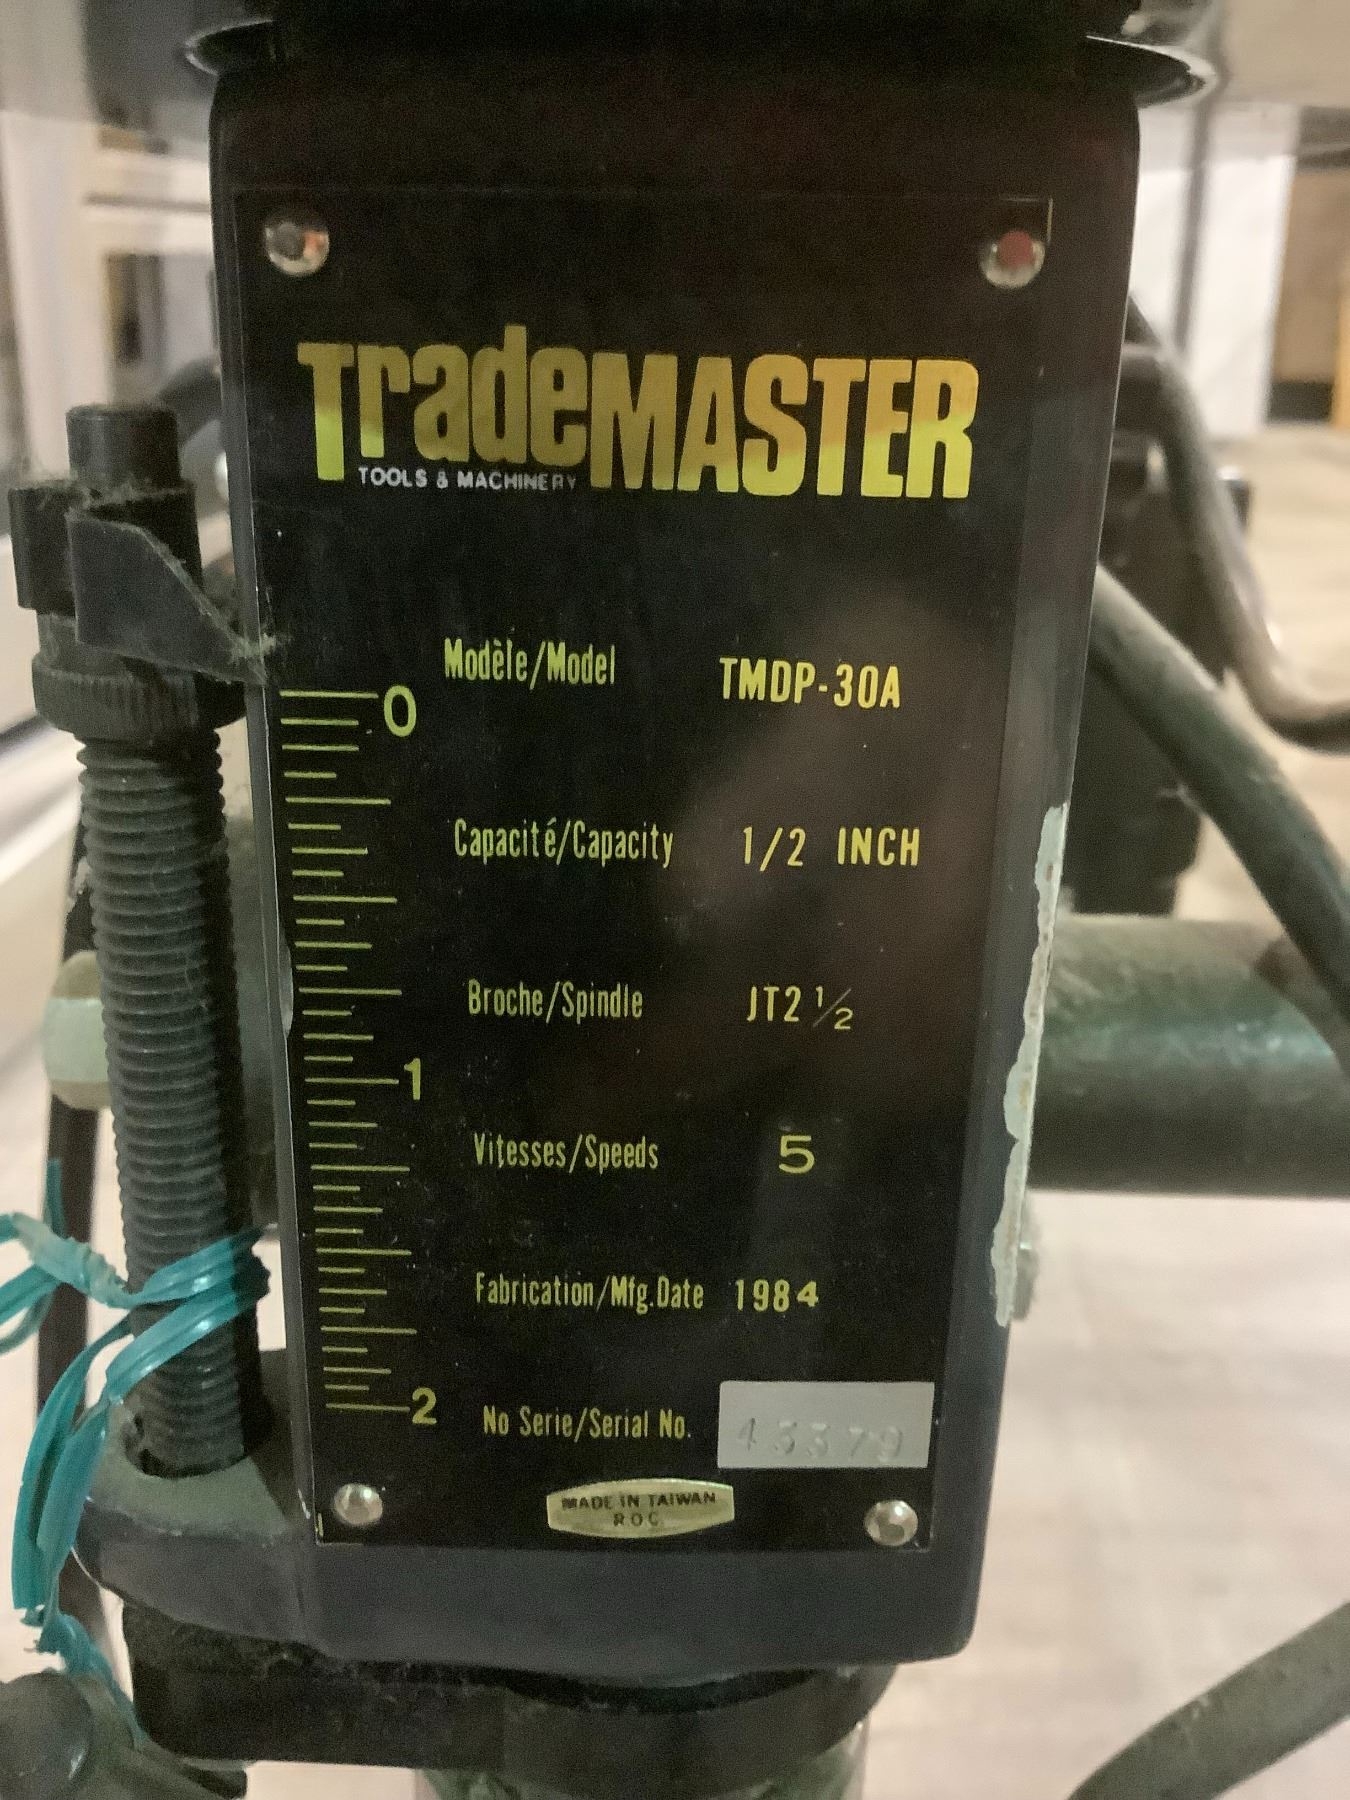 TradeMASTER
TOOLS & MACHINERY
Modèle/Model TMDP-30A
0
Capacité/Capacity 1/2 INCH
Broche/Spindle JT2 1/2
1
Vitesses/Speeds 5
Fabrication/Mfg.Date 1984
2
No Serie/Serial No. 43379
MADE IN TAIWAN
R O C